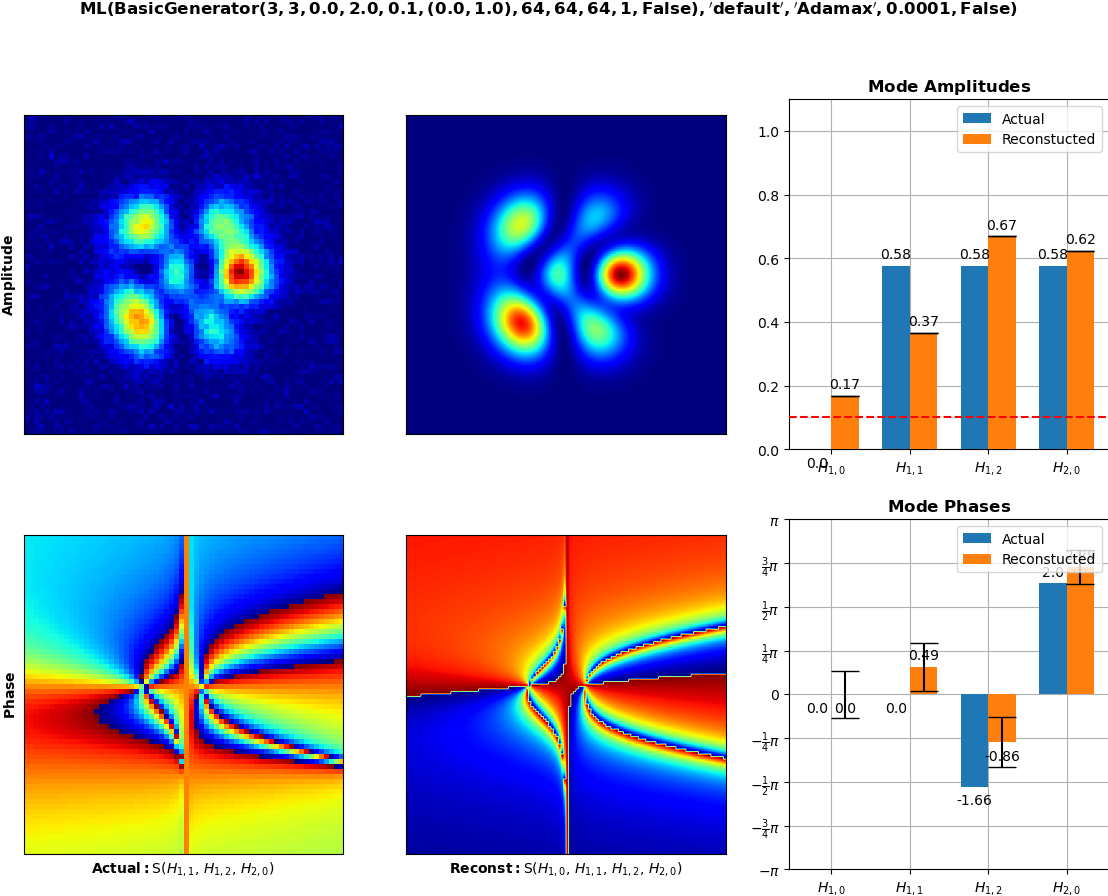 ML(BasicGenerator(3, 3, 0.0, 2.0, 0.1, (0.0, 1.0), 64, 64, 64, 1, False), ′default′, ′Adamax′, 0.0001, False)
Mode Amplitudes
Actual
Reconstucted
1.0
0.8
0.6
0.4
0.2
0.0
0.0
0.17
0.58
0.37
0.58
0.67
0.58
0.62
H₁,₀
H₁,₁
H₁,₂
H₂,₀
Amplitude
Mode Phases
Actual
Reconstucted
π
3/4π
1/2π
1/4π
0
−1/4π
−1/2π
−3/4π
−π
0.0
0.0
0.0
0.49
-1.66
-0.86
2.0
H₁,₀
H₁,₁
H₁,₂
H₂,₀
Phase
Actual: S(H₁,₁, H₁,₂, H₂,₀)
Reconst: S(H₁,₀, H₁,₁, H₁,₂, H₂,₀)